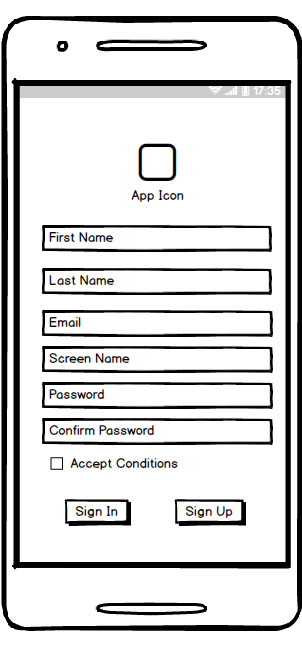 17:35
App Icon
First Name
Last Name
Email
Screen Name
Password
Confirm Password
Accept Conditions
Sign In
Sign Up